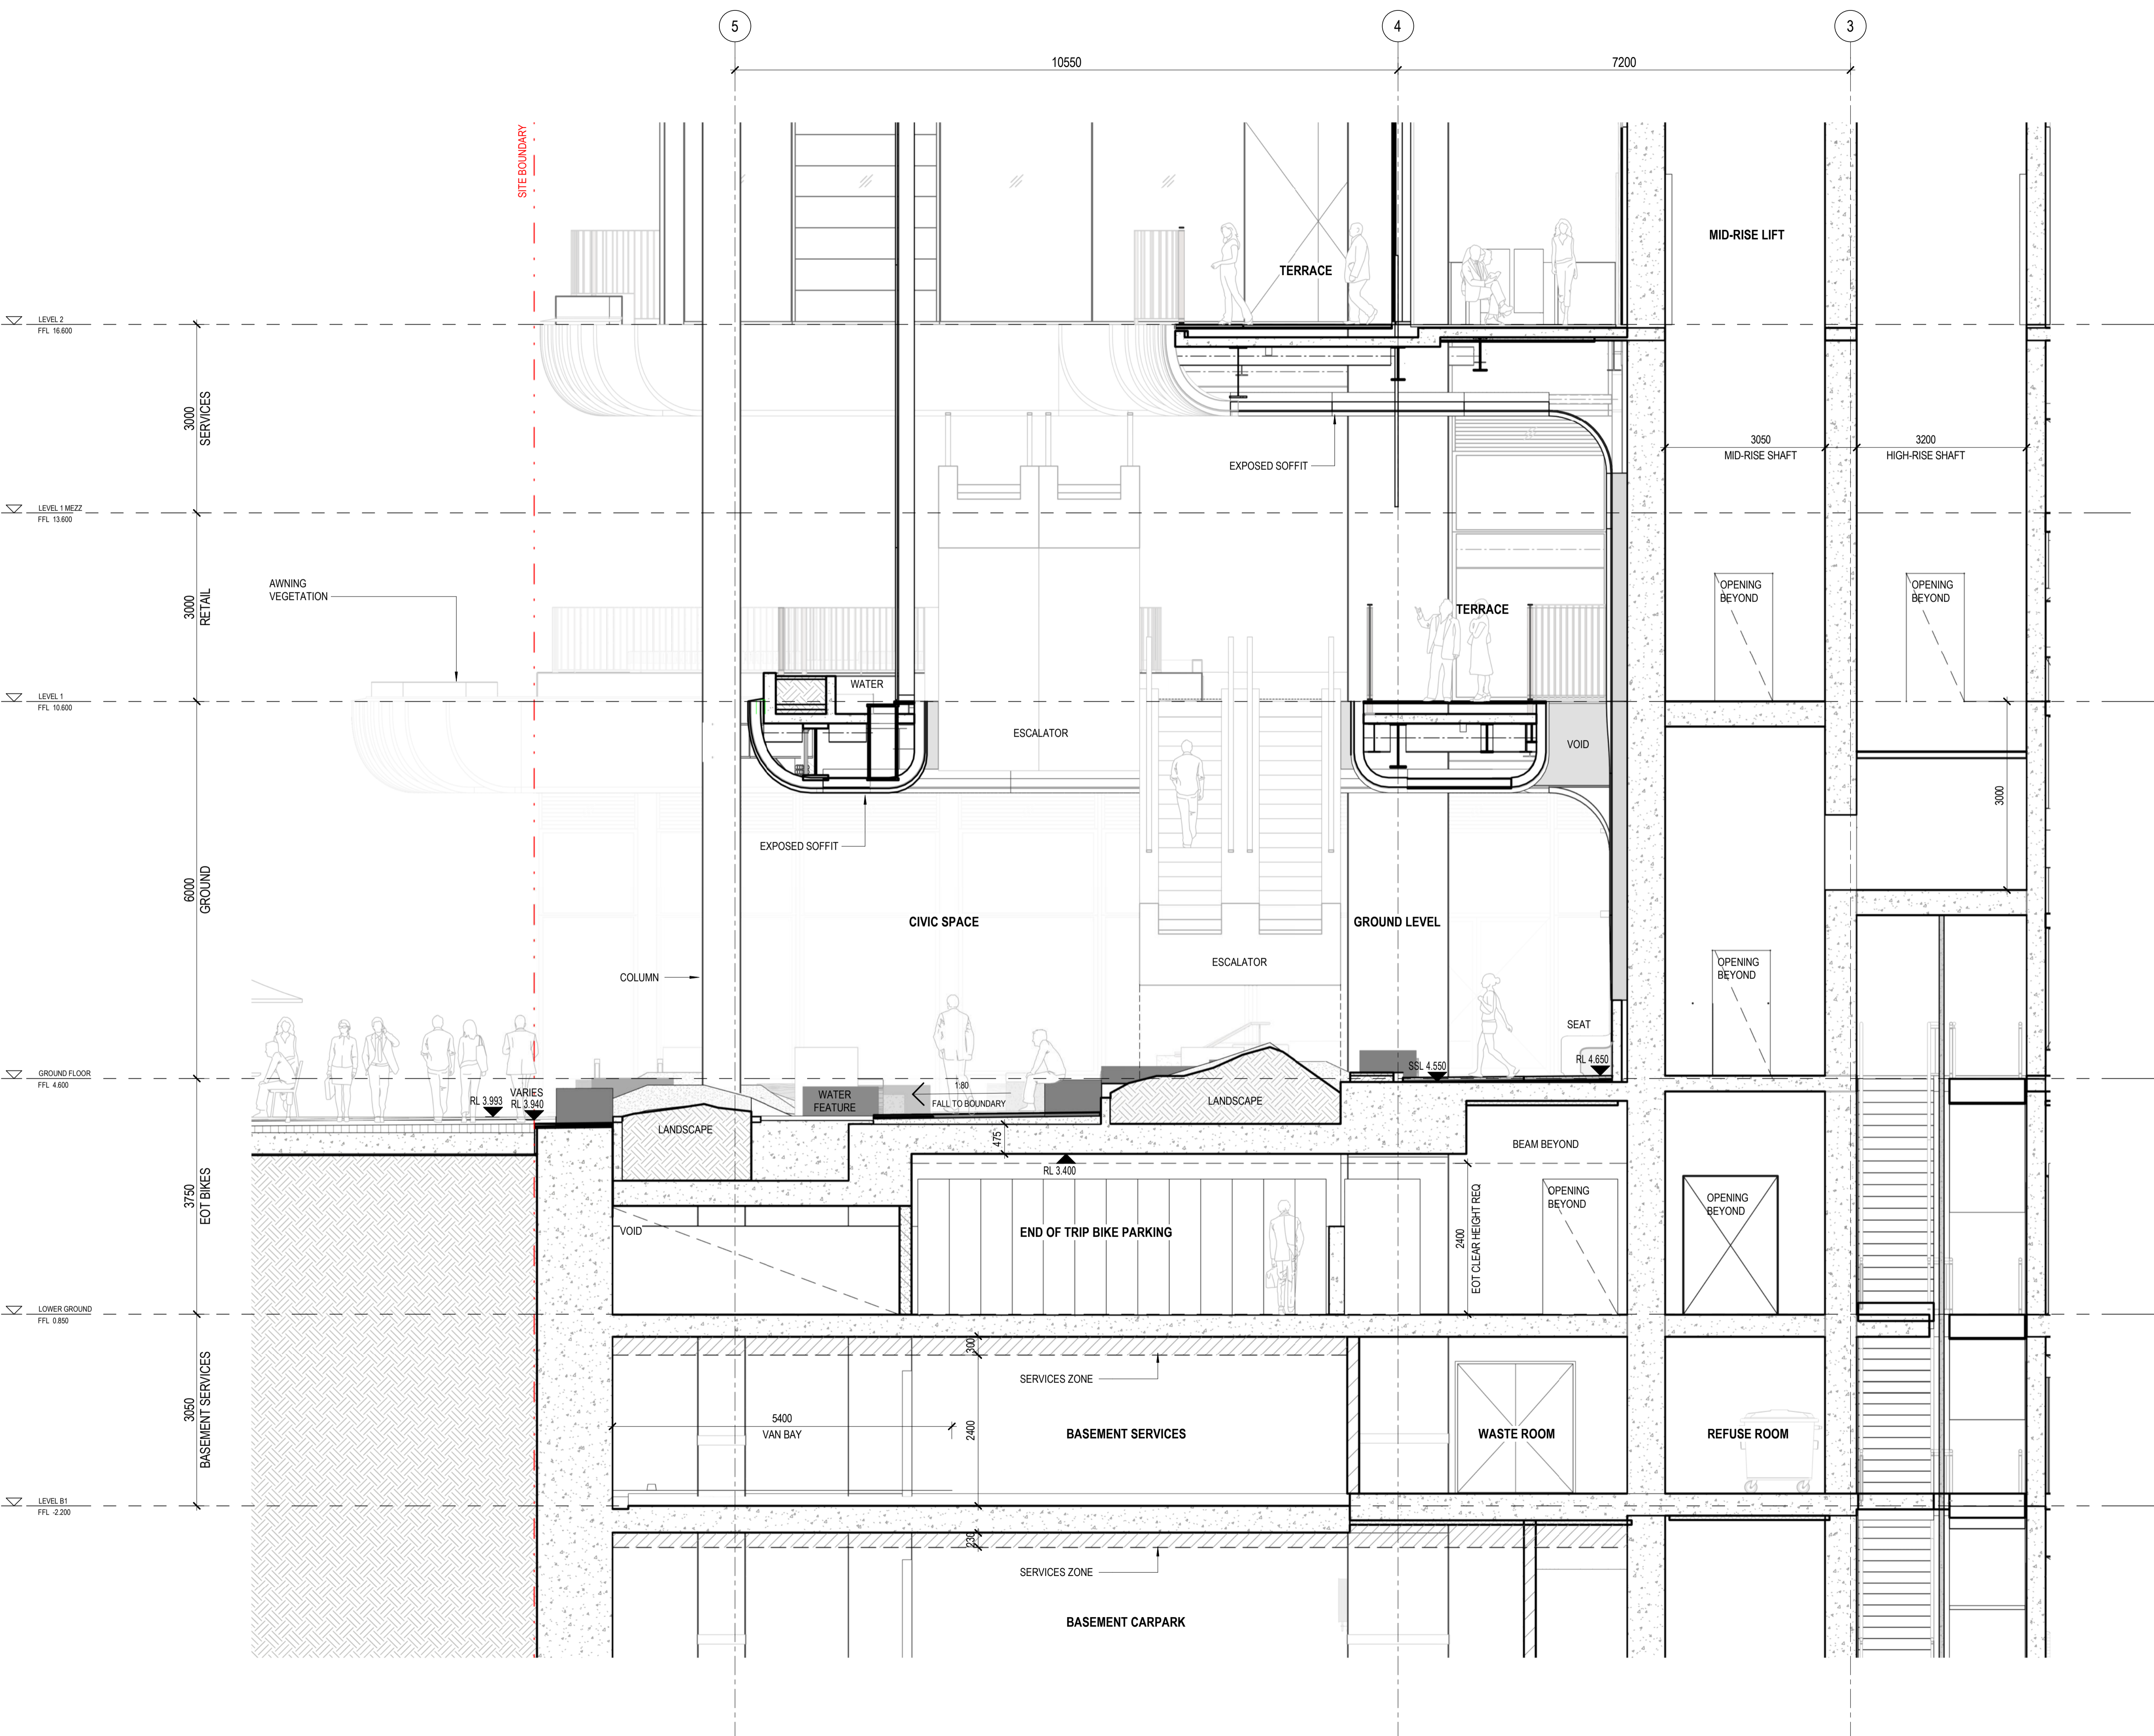 5
4
3
10550
7200
SITE BOUNDARY
MID-RISE LIFT
TERRACE
LEVEL 2
FFL 16.600
3000
SERVICES
EXPOSED SOFFIT
3050
MID-RISE SHAFT
3200
HIGH-RISE SHAFT
LEVEL 1 MEZZ
FFL 13.600
AWNING
VEGETATION
3000
RETAIL
TERRACE
OPENING
BEYOND
OPENING
BEYOND
WATER
LEVEL 1
FFL 10.600
ESCALATOR
VOID
3000
EXPOSED SOFFIT
6000
GROUND
CIVIC SPACE
GROUND LEVEL
COLUMN
ESCALATOR
OPENING
BEYOND
SEAT
RL 4.650
SSL 4.550
LEVEL GROUND FLOOR
FFL 4.600
VARIES
RL 3.993
RL 3.940
WATER
FEATURE
1:80
FALL TO BOUNDARY
LANDSCAPE
LANDSCAPE
475
RL 3.400
BEAM BEYOND
3750
EOT BIKES
VOID
END OF TRIP BIKE PARKING
2400
EOT CLEAR HEIGHT REQ
OPENING
BEYOND
OPENING
BEYOND
LOWER GROUND
FFL 0.850
300
SERVICES ZONE
3050
BASEMENT SERVICES
5400
VAN BAY
2400
BASEMENT SERVICES
WASTE ROOM
REFUSE ROOM
LEVEL B1
FFL -2.200
230
SERVICES ZONE
BASEMENT CARPARK